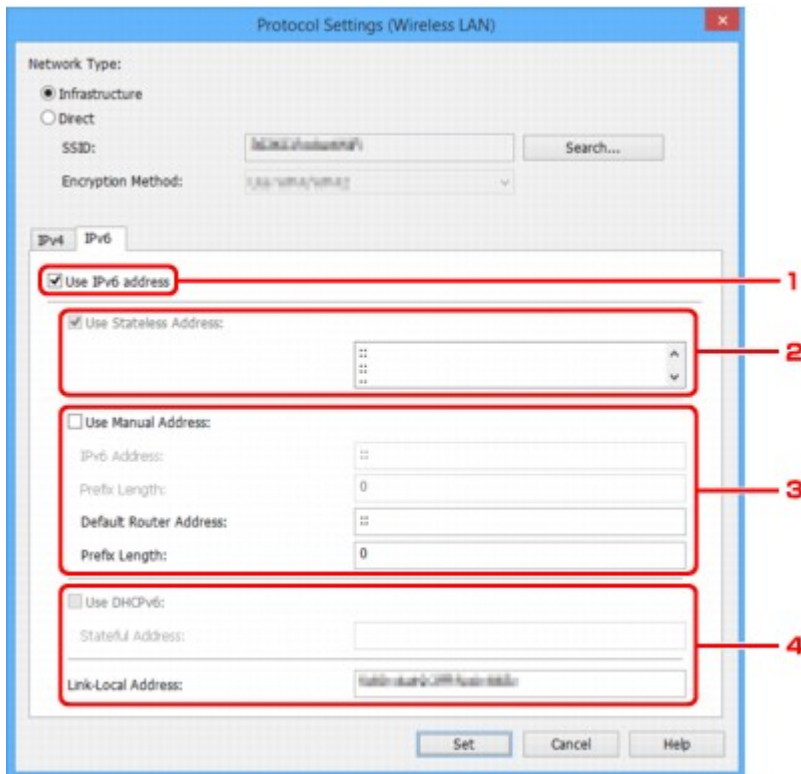 Protocol Settings (Wireless LAN)
Network Type:
Infrastructure
Direct
SSID:
Search...
Encryption Method:
IPv4 IPv6
Use IPv6 address
1
Use Stateless Address:
::
::
::
2
Use Manual Address:
IPv6 Address: ::
Prefix Length: 0
3
Default Router Address: ::
Prefix Length: 0
Use DHCPv6:
Stateful Address:
4
Link-Local Address:
Set Cancel Help